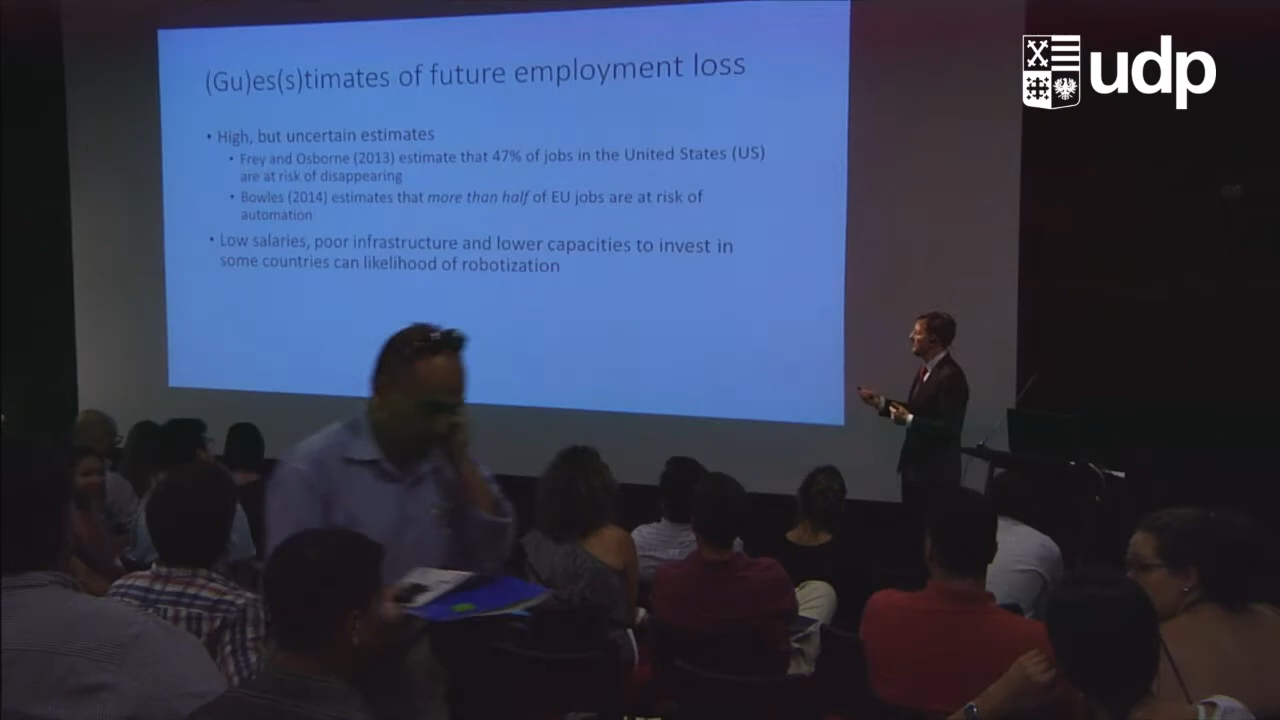 udp
(Gu)es(s)timates of future employment loss
• High, but uncertain estimates
• Frey and Osborne (2013) estimate that 47% of jobs in the United States (US)
are at risk of disappearing
• Bowles (2014) estimates that more than half of EU jobs are at risk of
automation
• Low salaries, poor infrastructure and lower capacities to invest in
some countries can likelihood of robotization